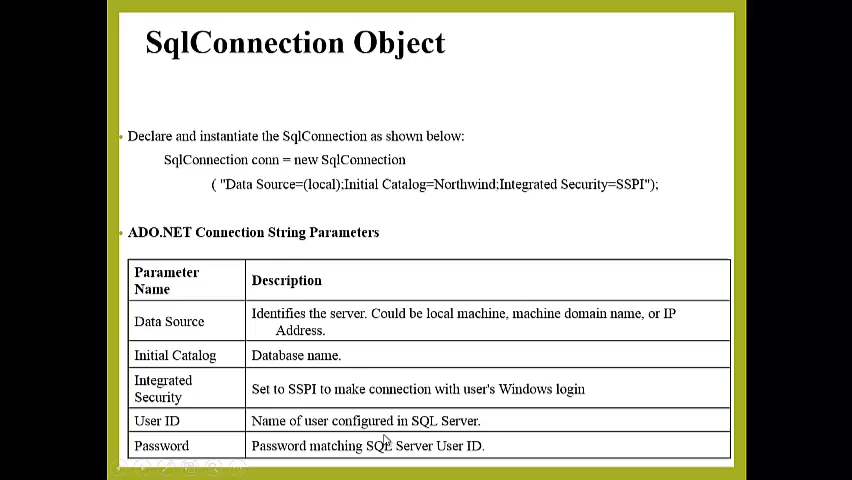 SqlConnection Object
Declare and instantiate the SqlConnection as shown below:
SqlConnection conn = new SqlConnection
( "Data Source=(local);Initial Catalog=Northwind;Integrated Security=SSPI");
ADO.NET Connection String Parameters
Parameter Name Description
Data Source Identifies the server. Could be local machine, machine domain name, or IP
Address.
Initial Catalog Database name.
Integrated Security Set to SSPI to make connection with user's Windows login
User ID Name of user configured in SQL Server.
Password Password matching SQL Server User ID.